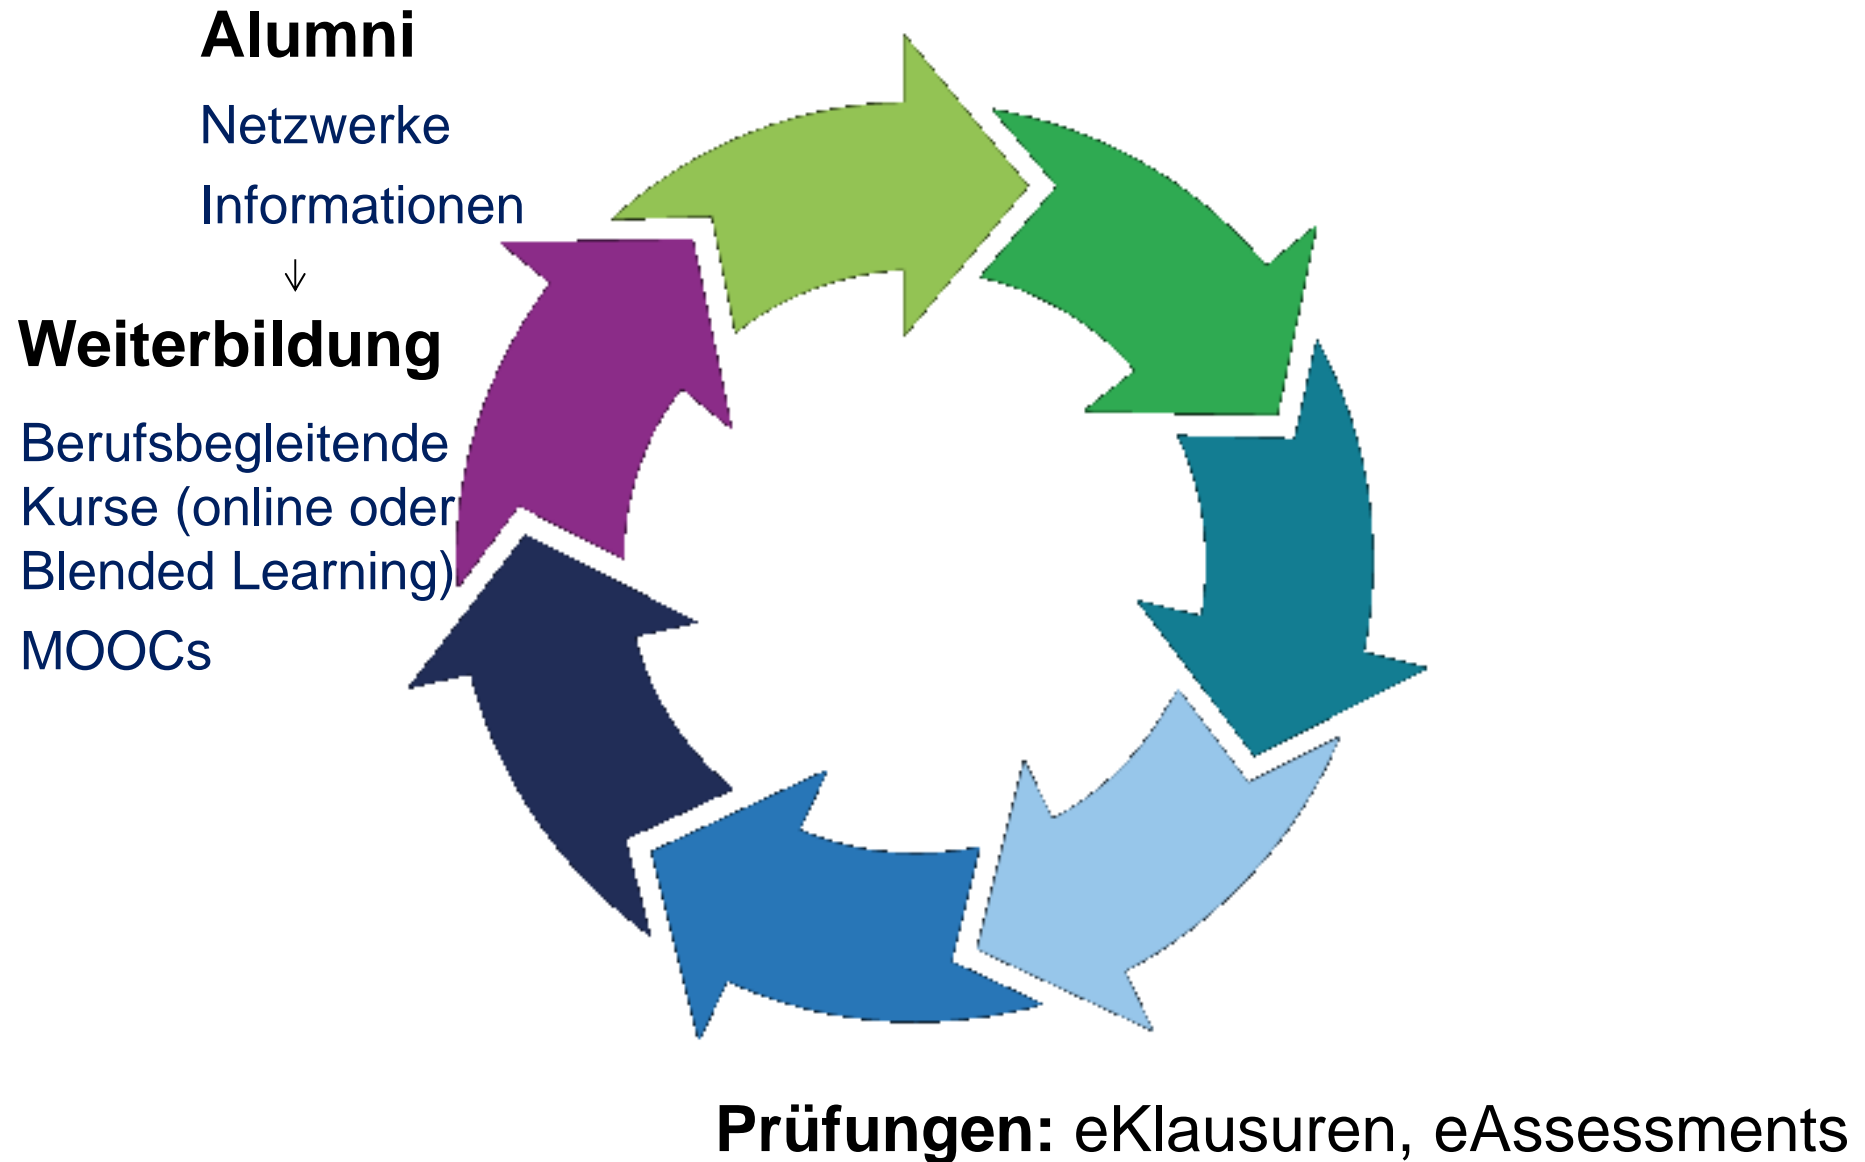 Alumni
Netzwerke
Informationen
↓
Weiterbildung
Berufsbegleitende
Kurse (online oder
Blended Learning)
MOOCs
Prüfungen: eKlausuren, eAssessments